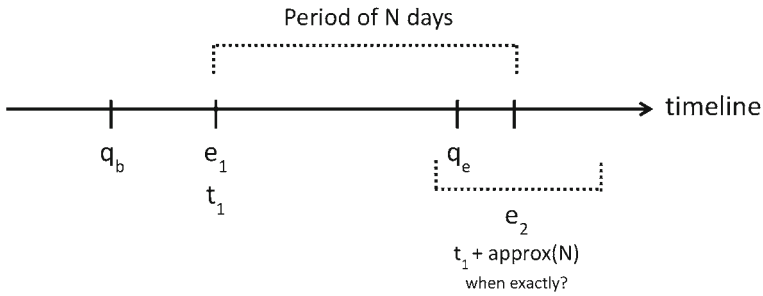 Period of N days
timeline
q_b e_1 q_e
t_1
e_2
t_1 + approx(N)
when exactly?